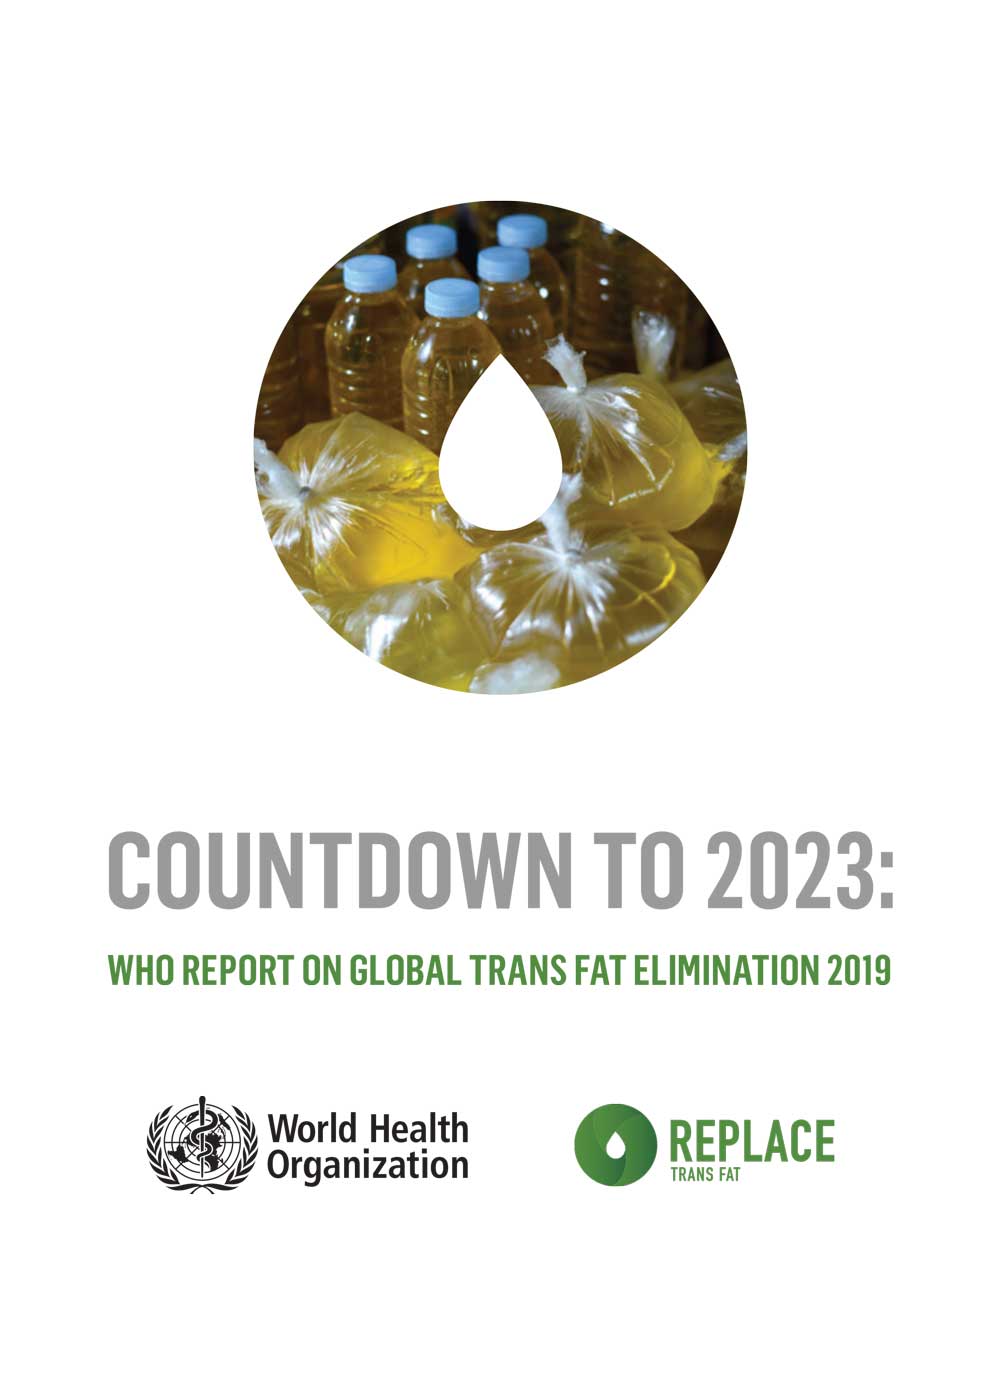 COUNTDOWN TO 2023:
WHO REPORT ON GLOBAL TRANS FAT ELIMINATION 2019
World Health
Organization
REPLACE
TRANS FAT